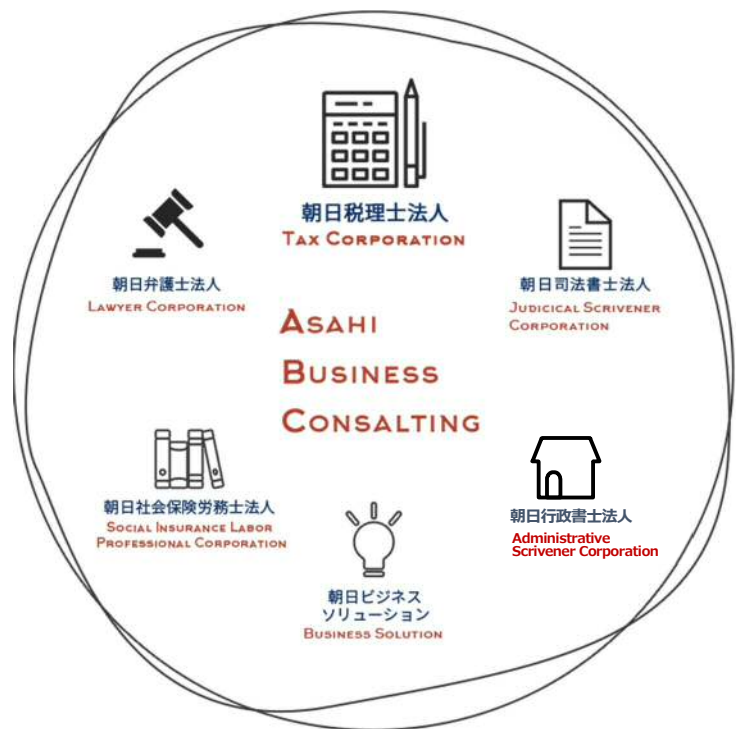 朝日税理士法人
TAX CORPORATION
朝日弁護士法人
LAWYER CORPORATION
朝日司法書士法人
JUDICICAL SCRIVENER
CORPORATION
ASAHI
BUSINESS
CONSALTING
朝日社会保険労務士法人
SOCIAL INSURANCE LABOR
PROFESSIONAL CORPORATION
朝日行政書士法人
Administrative
Scrivener Corporation
朝日ビジネス
ソリューション
BUSINESS SOLUTION